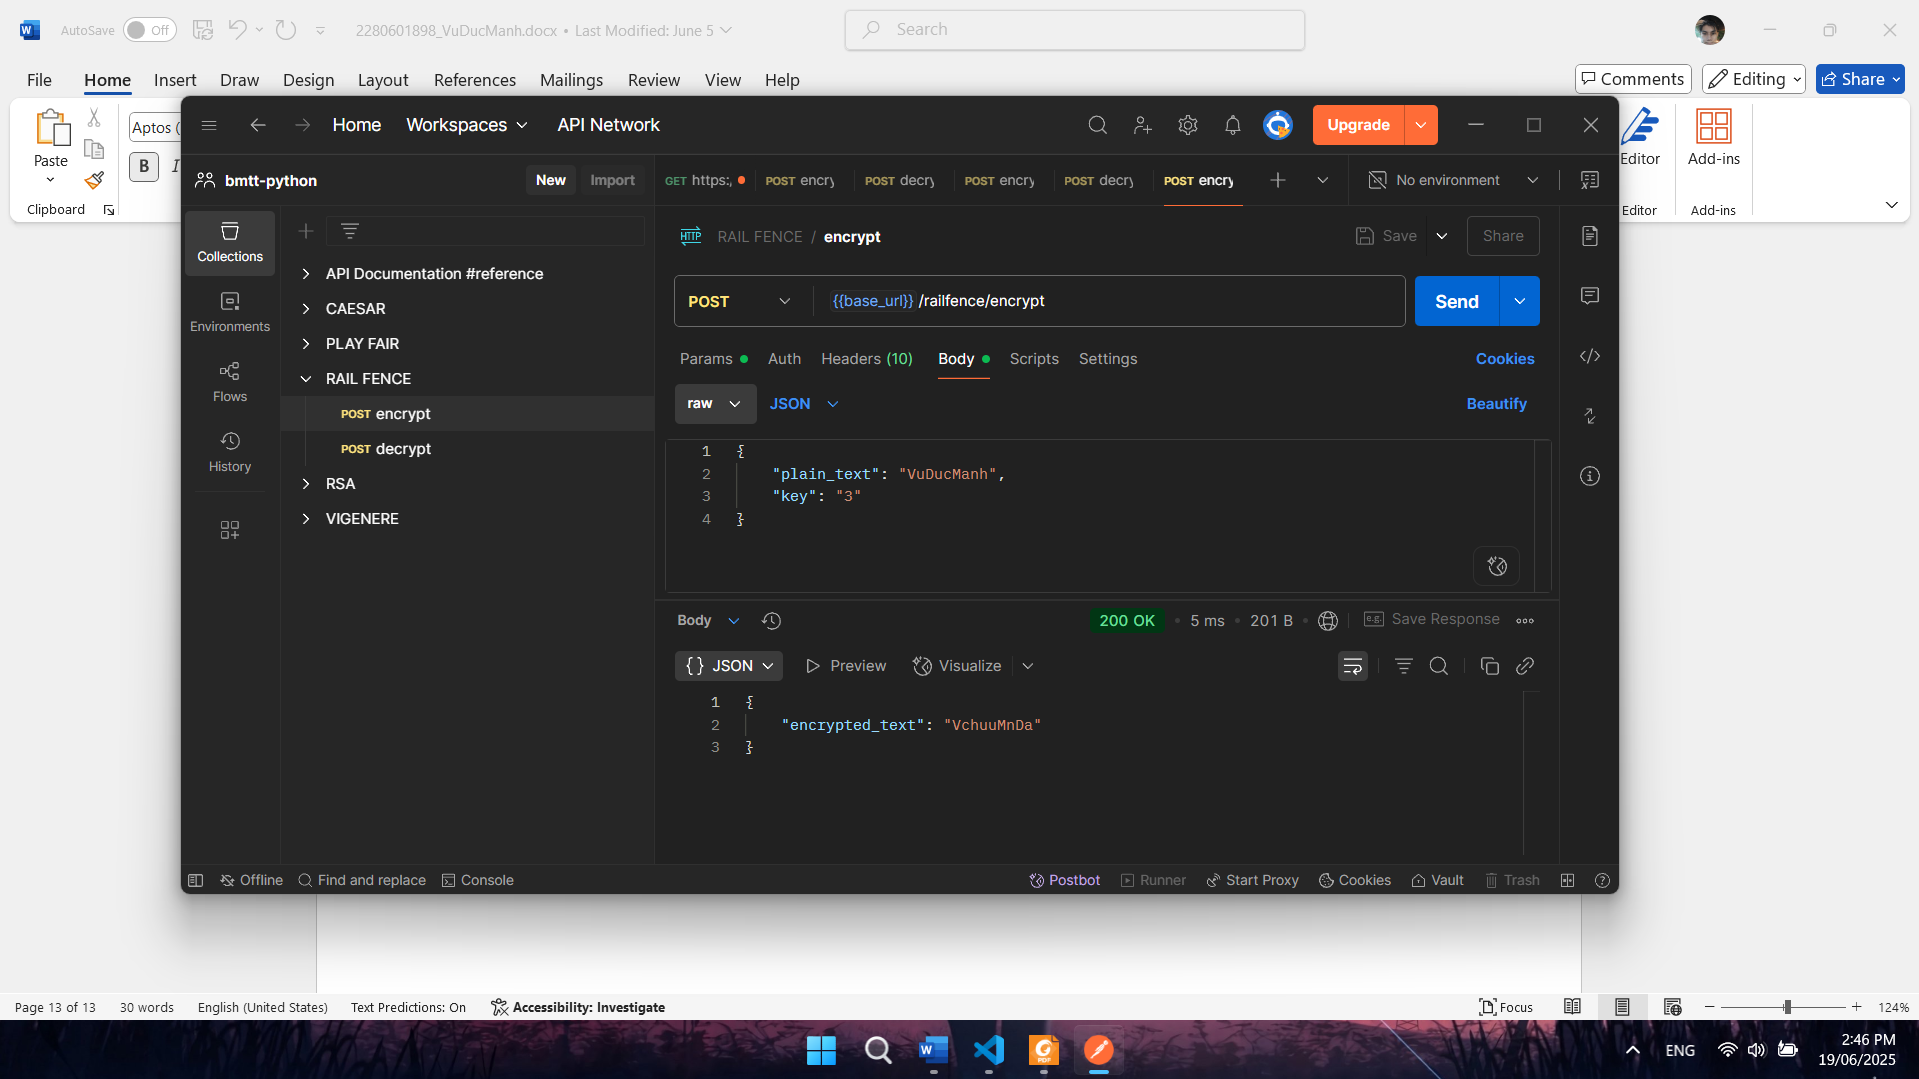 AutoSave Off 2280601898_VuDucManh.docx • Last Modified: June 5 Search
File Home Insert Draw Design Layout References Mailings Review View Help Comments Editing Share
Paste
Clipboard
Aptos (
B I
Editor
Editor
Add-ins
Add-ins
Home Workspaces API Network Upgrade
bmtt-python New Import
GET https:, POST encry POST decry POST encry POST decry POST encry No environment
Collections
Environments
Flows
History
API Documentation #reference
CAESAR
PLAY FAIR
RAIL FENCE
POST encrypt
POST decrypt
RSA
VIGENERE
HTTP RAIL FENCE / encrypt Save Share
POST {{base_url}} /railfence/encrypt Send
Params Auth Headers (10) Body Scripts Settings Cookies
raw JSON Beautify
1 {
2 "plain_text": "VuDucManh",
3 "key": "3"
4 }
Body 200 OK • 5 ms • 201 B • e.g. Save Response
{} JSON Preview Visualize
1 {
2 "encrypted_text": "VchuuMnDa"
3 }
Offline Find and replace Console Postbot Runner Start Proxy Cookies Vault Trash
Page 13 of 13 30 words English (United States) Text Predictions: On Accessibility: Investigate Focus 124%
ENG 2:46 PM
19/06/2025